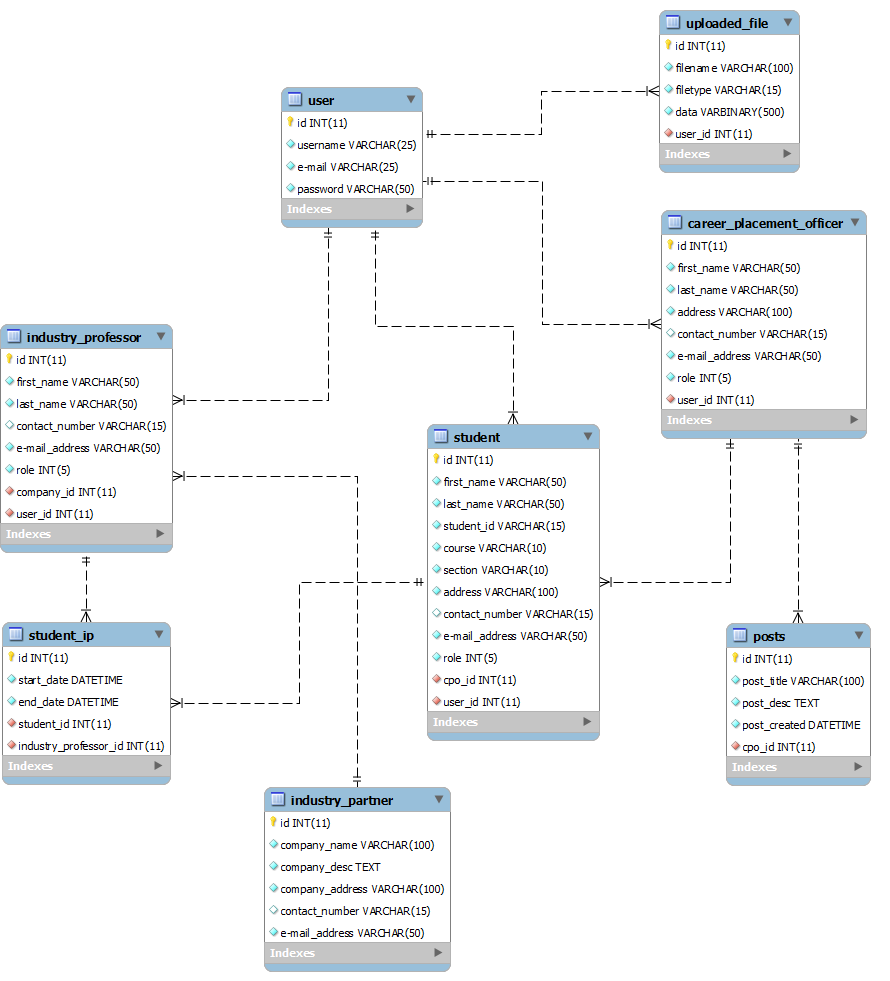 uploaded_file
id INT(11)
filename VARCHAR(100)
filetype VARCHAR(15)
data VARBINARY(500)
user_id INT(11)
Indexes
user
id INT(11)
username VARCHAR(25)
e-mail VARCHAR(25)
password VARCHAR(50)
Indexes
career_placement_officer
id INT(11)
first_name VARCHAR(50)
last_name VARCHAR(50)
address VARCHAR(100)
contact_number VARCHAR(15)
e-mail_address VARCHAR(50)
role INT(5)
user_id INT(11)
Indexes
industry_professor
id INT(11)
first_name VARCHAR(50)
last_name VARCHAR(50)
contact_number VARCHAR(15)
e-mail_address VARCHAR(50)
role INT(5)
company_id INT(11)
user_id INT(11)
Indexes
student
id INT(11)
first_name VARCHAR(50)
last_name VARCHAR(50)
student_id VARCHAR(15)
course VARCHAR(10)
section VARCHAR(10)
address VARCHAR(100)
contact_number VARCHAR(15)
e-mail_address VARCHAR(50)
role INT(5)
cpo_id INT(11)
user_id INT(11)
Indexes
student_ip
id INT(11)
start_date DATETIME
end_date DATETIME
student_id INT(11)
industry_professor_id INT(11)
Indexes
posts
id INT(11)
post_title VARCHAR(100)
post_desc TEXT
post_created DATETIME
cpo_id INT(11)
Indexes
industry_partner
id INT(11)
company_name VARCHAR(100)
company_desc TEXT
company_address VARCHAR(100)
contact_number VARCHAR(15)
e-mail_address VARCHAR(50)
Indexes